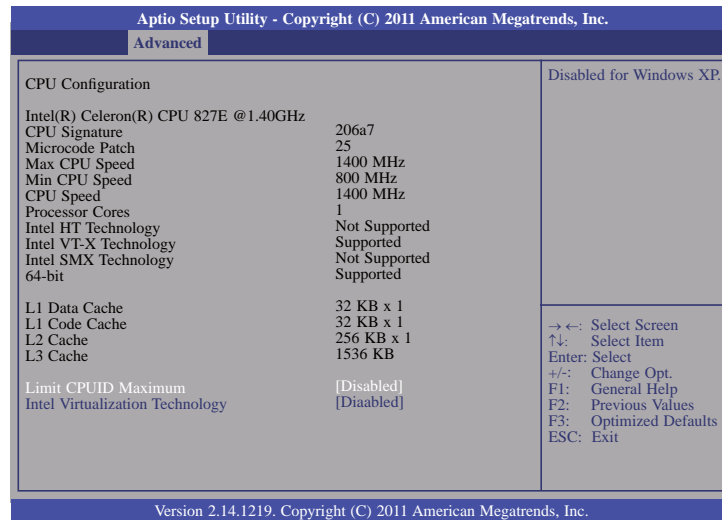 Aptio Setup Utility - Copyright (C) 2011 American Megatrends, Inc.
Advanced
CPU Configuration
Intel(R) Celeron(R) CPU 827E @1.40GHz
CPU Signature 206a7
Microcode Patch 25
Max CPU Speed 1400 MHz
Min CPU Speed 800 MHz
CPU Speed 1400 MHz
Processor Cores 1
Intel HT Technology Not Supported
Intel VT-X Technology Supported
Intel SMX Technology Not Supported
64-bit Supported
L1 Data Cache 32 KB x 1
L1 Code Cache 32 KB x 1
L2 Cache 256 KB x 1
L3 Cache 1536 KB
Limit CPUID Maximum [Disabled]
Intel Virtualization Technology [Diaabled]
Disabled for Windows XP.
→←: Select Screen
↑↓: Select Item
Enter: Select
+/-: Change Opt.
F1: General Help
F2: Previous Values
F3: Optimized Defaults
ESC: Exit
Version 2.14.1219. Copyright (C) 2011 American Megatrends, Inc.